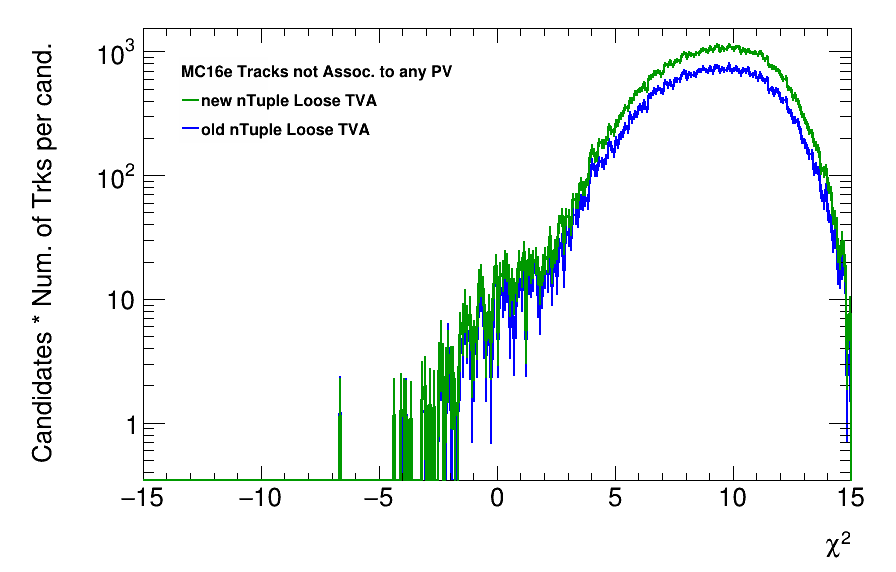 Candidates * Num. of Trks per cand.
10³
10²
10
1
MC16e Tracks not Assoc. to any PV
new nTuple Loose TVA
old nTuple Loose TVA
−15 −10 −5 0 5 10 15
χ²